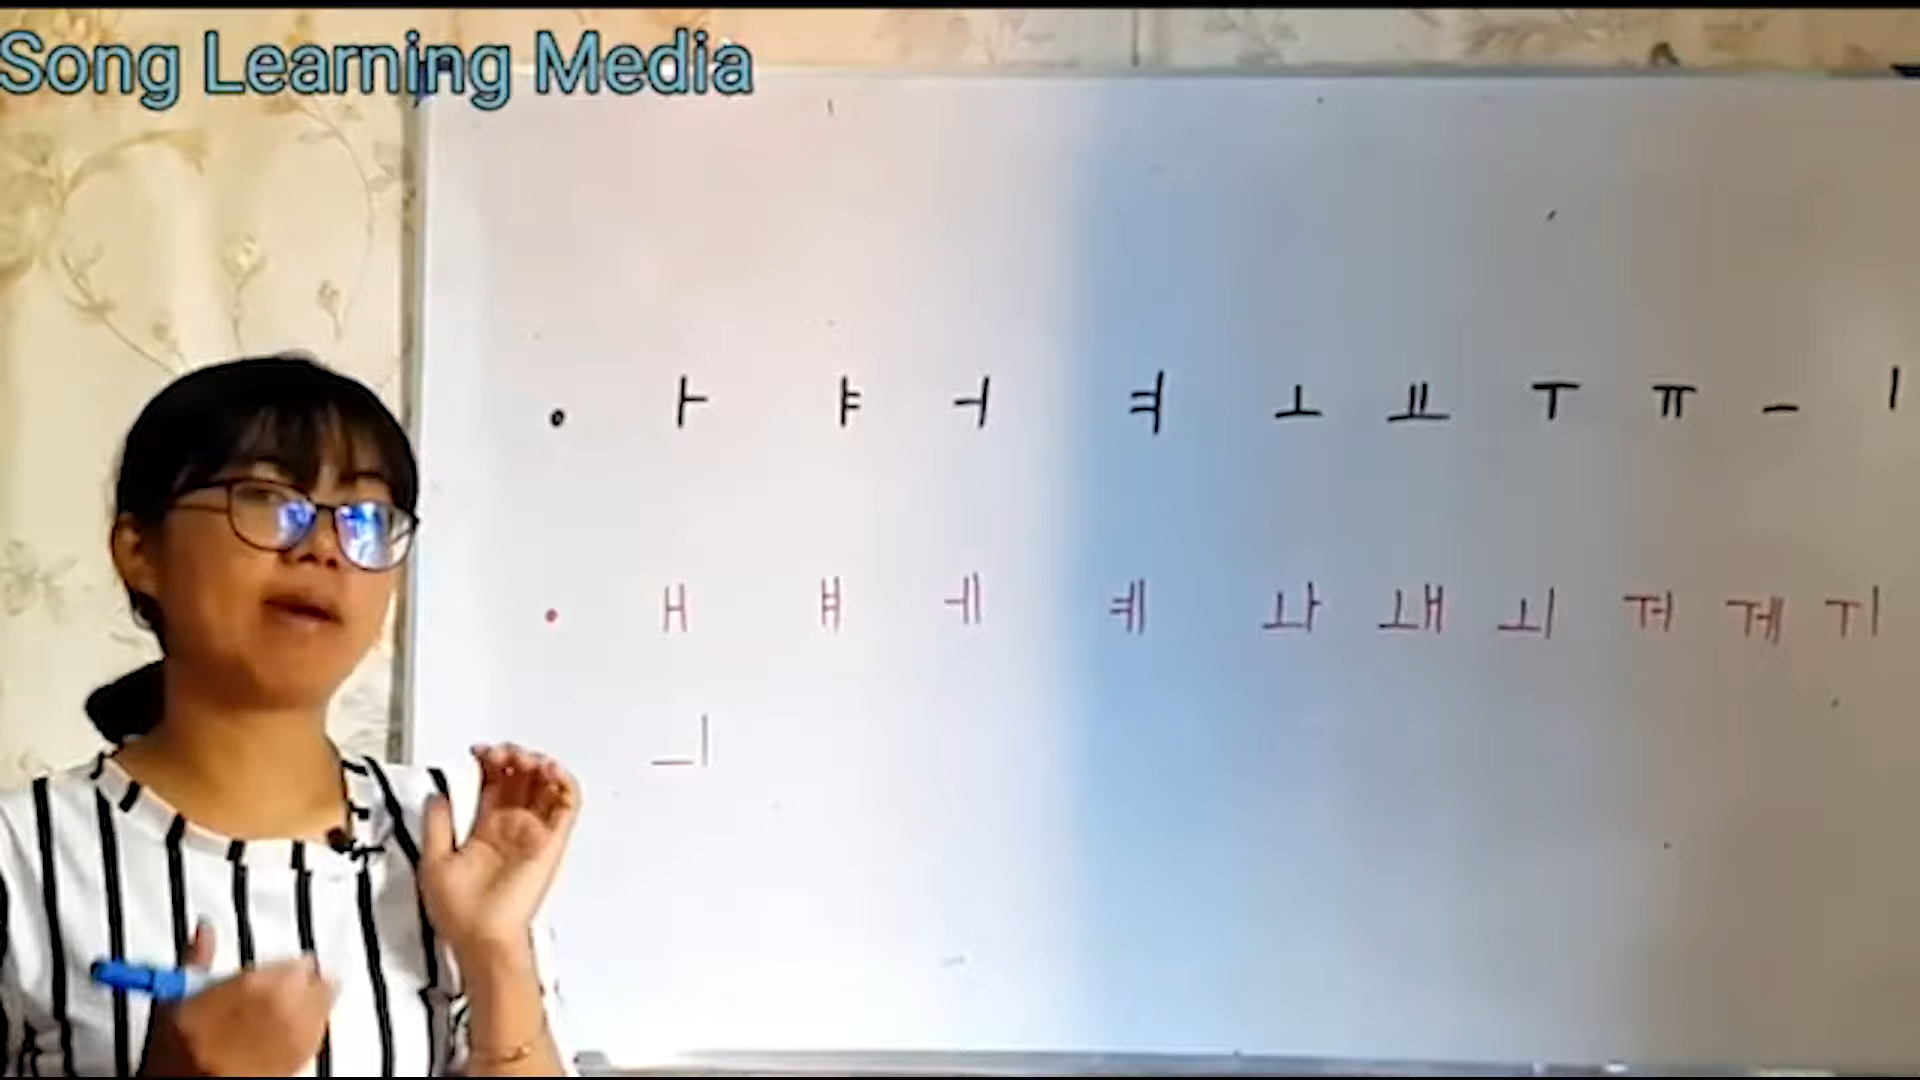 Song Learning Media
• ㅏ ㅑ ㅓ ㅕ ㅗ ㅛ ㅜ ㅠ ㅡ ㅣ
• ㅐ ㅒ ㅔ ㅖ ㅘ ㅙ ㅚ ㅝ ㅞ ㅟ
ㅢ